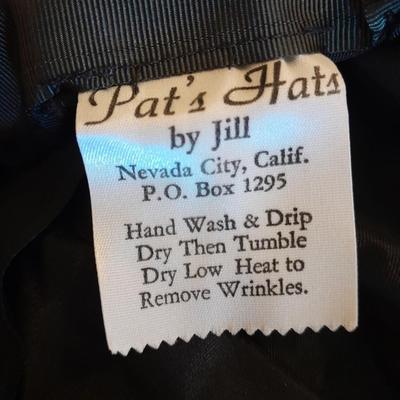 Pat's Hats
by Jill
Nevada City, Calif.
P.O. Box 1295
Hand Wash & Drip
Dry Then Tumble
Dry Low Heat to
Remove Wrinkles.